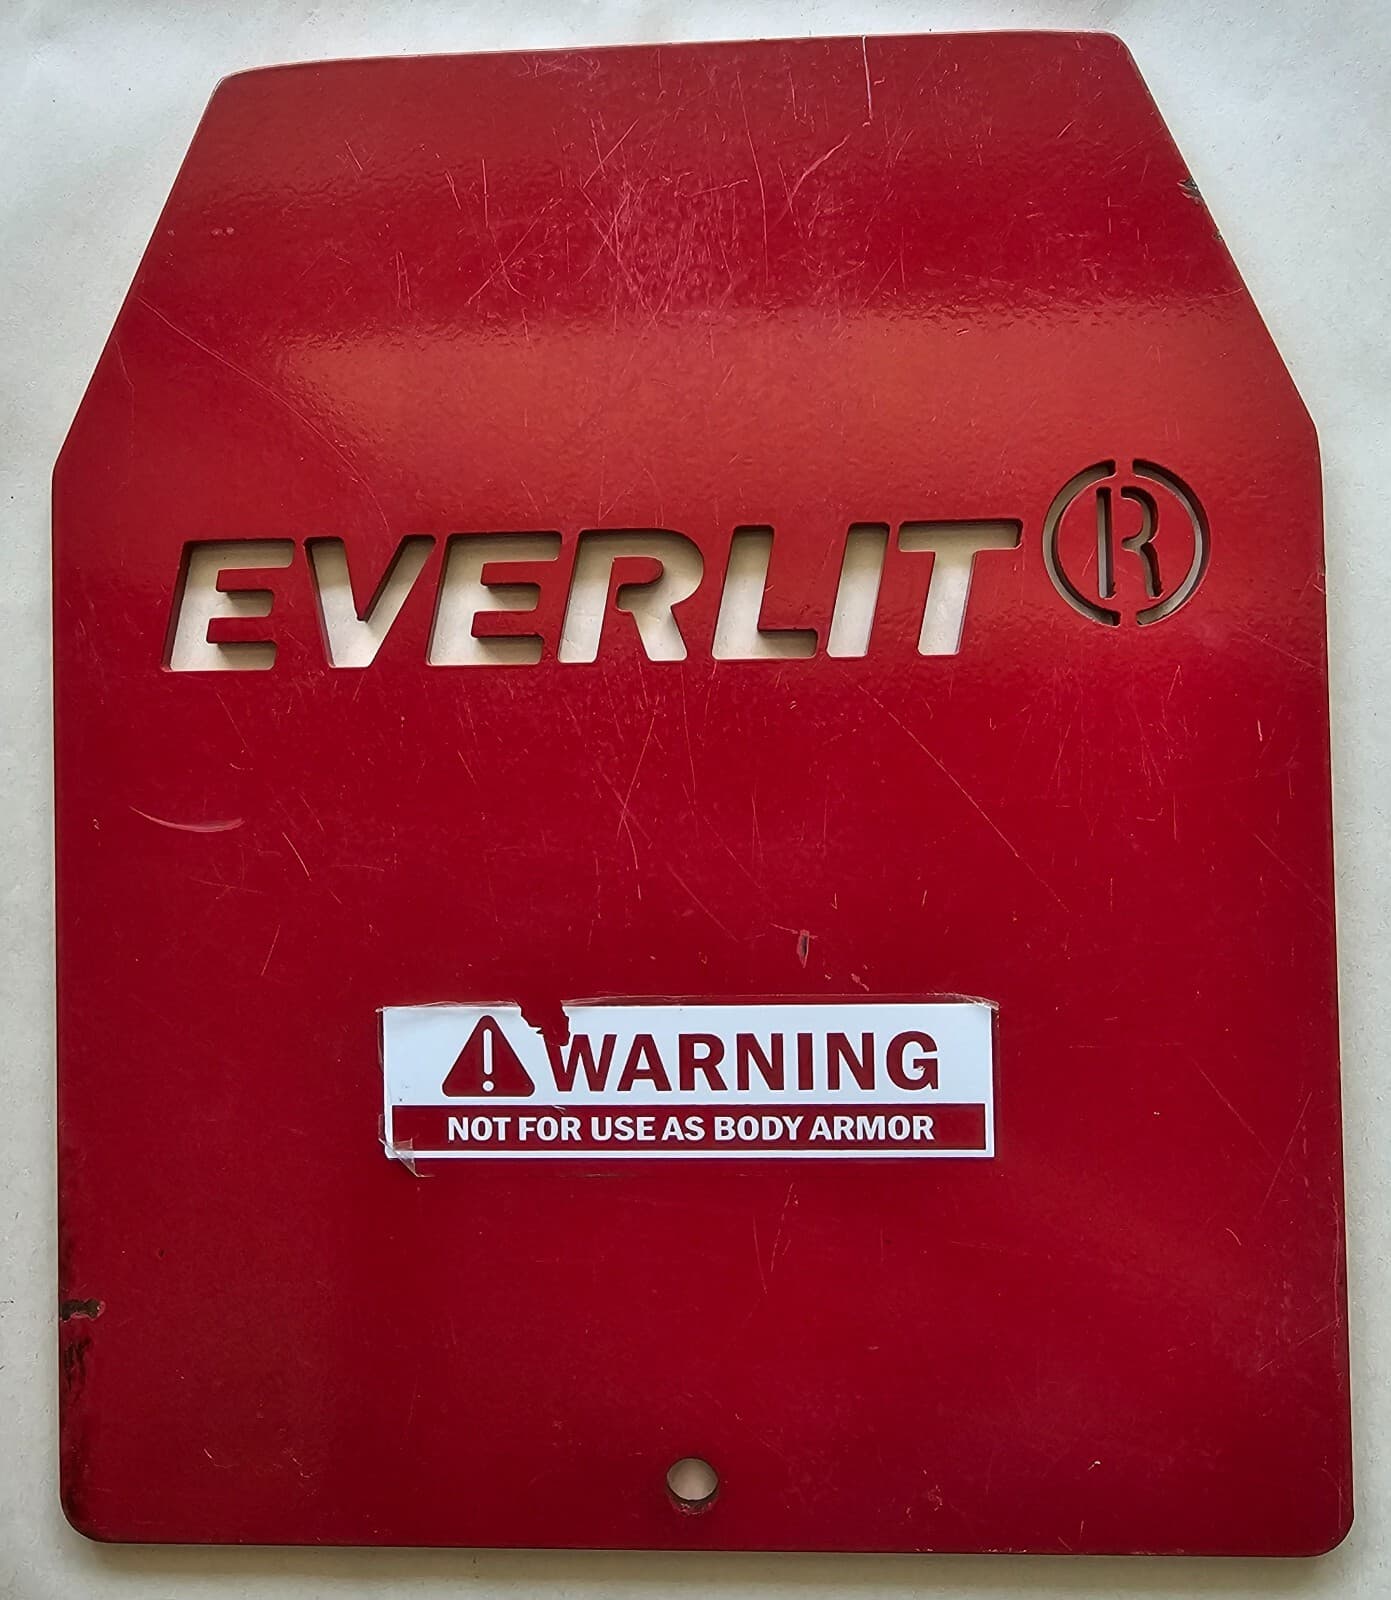 EVERLIT®
WARNING
NOT FOR USE AS BODY ARMOR